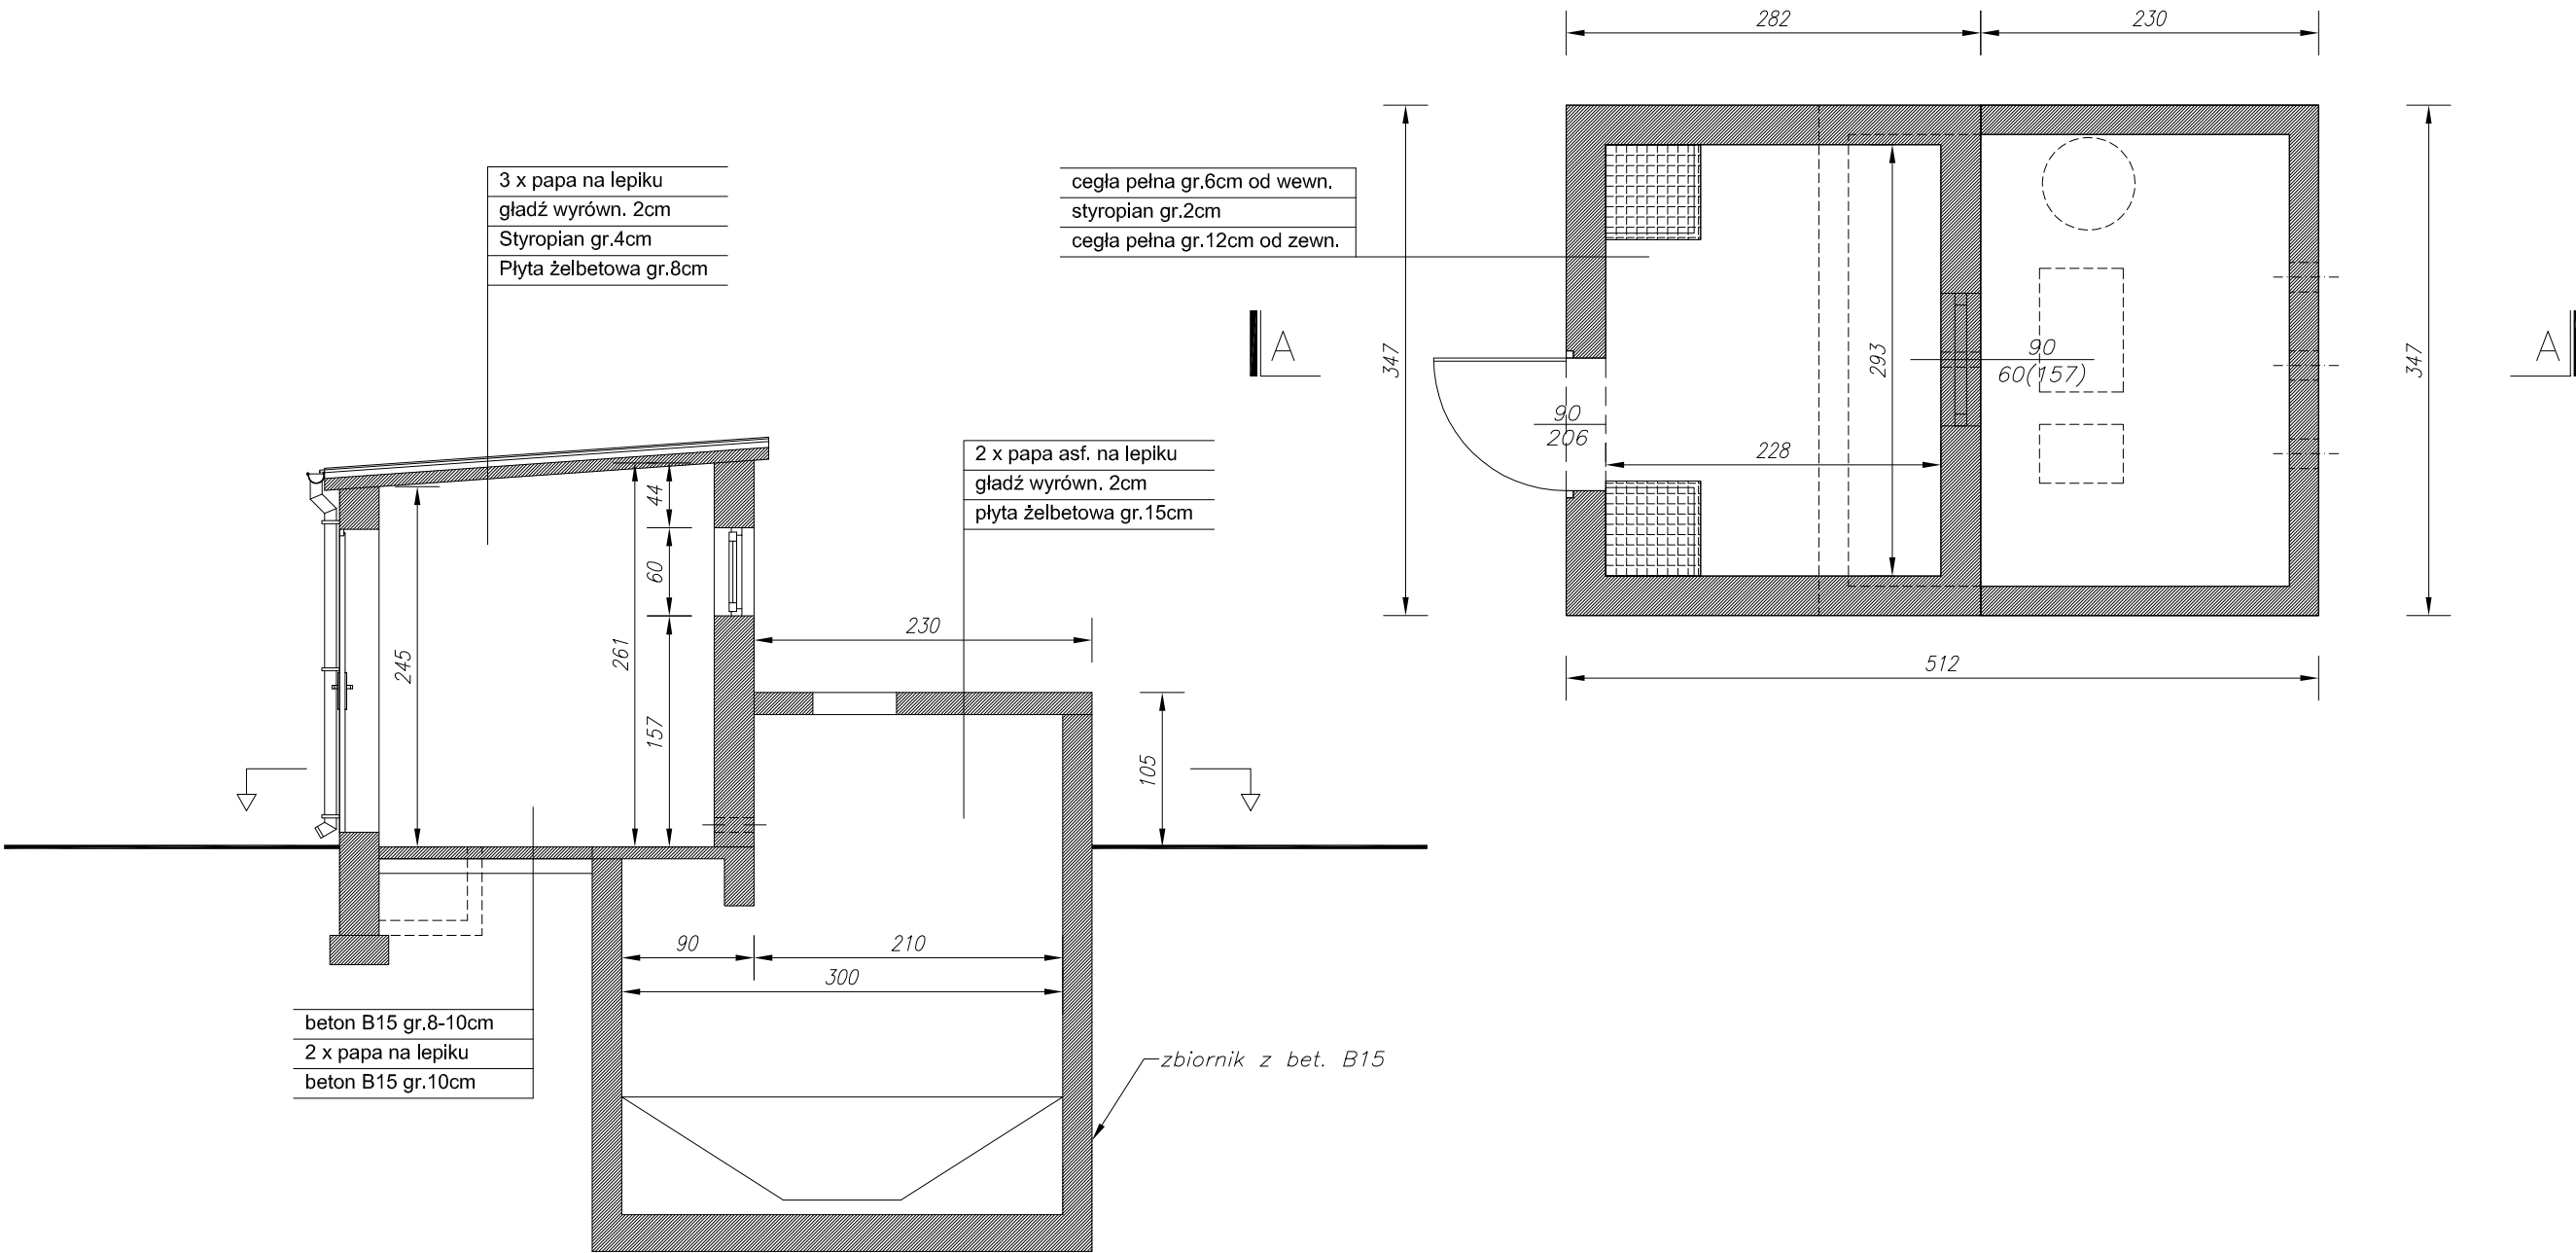 282
230
3 x papa na lepiku
gładź wyrówn. 2cm
Styropian gr.4cm
Płyta żelbetowa gr.8cm
cegła pełna gr.6cm od wewn.
styropian gr.2cm
cegła pełna gr.12cm od zewn.
A
347
293
90
60(157)
347
A
90
206
228
2 x papa asf. na lepiku
gładź wyrówn. 2cm
płyta żelbetowa gr.15cm
44
60
245
261
157
230
512
105
90
210
300
beton B15 gr.8-10cm
2 x papa na lepiku
beton B15 gr.10cm
zbiornik z bet. B15